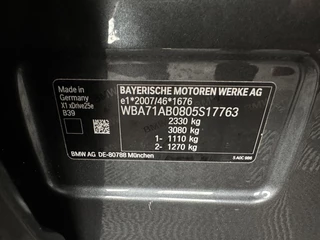 Made in
Germany
X1 xDrive25e
B39
BAYERISCHE MOTOREN WERKE AG
e1*2007/46*1676
WBA71AB0805S17763
2330 kg
3080 kg
1- 1110 kg
2- 1270 kg
BMW AG DE-80788 München